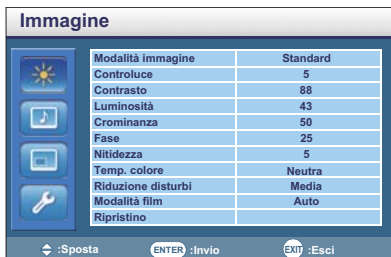 Immagine
Modalità immagine Standard
Controluce 5
Contrasto 88
Luminosità 43
Crominanza 50
Fase 25
Nitidezza 5
Temp. colore Neutra
Riduzione disturbi Media
Modalità film Auto
Ripristino
:Sposta ENTER :Invio EXIT :Esci